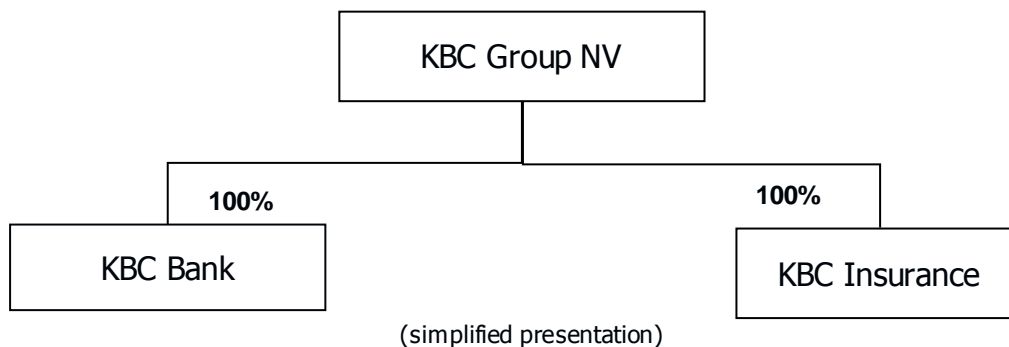 KBC Group NV
100%
100%
KBC Bank
KBC Insurance
(simplified presentation)